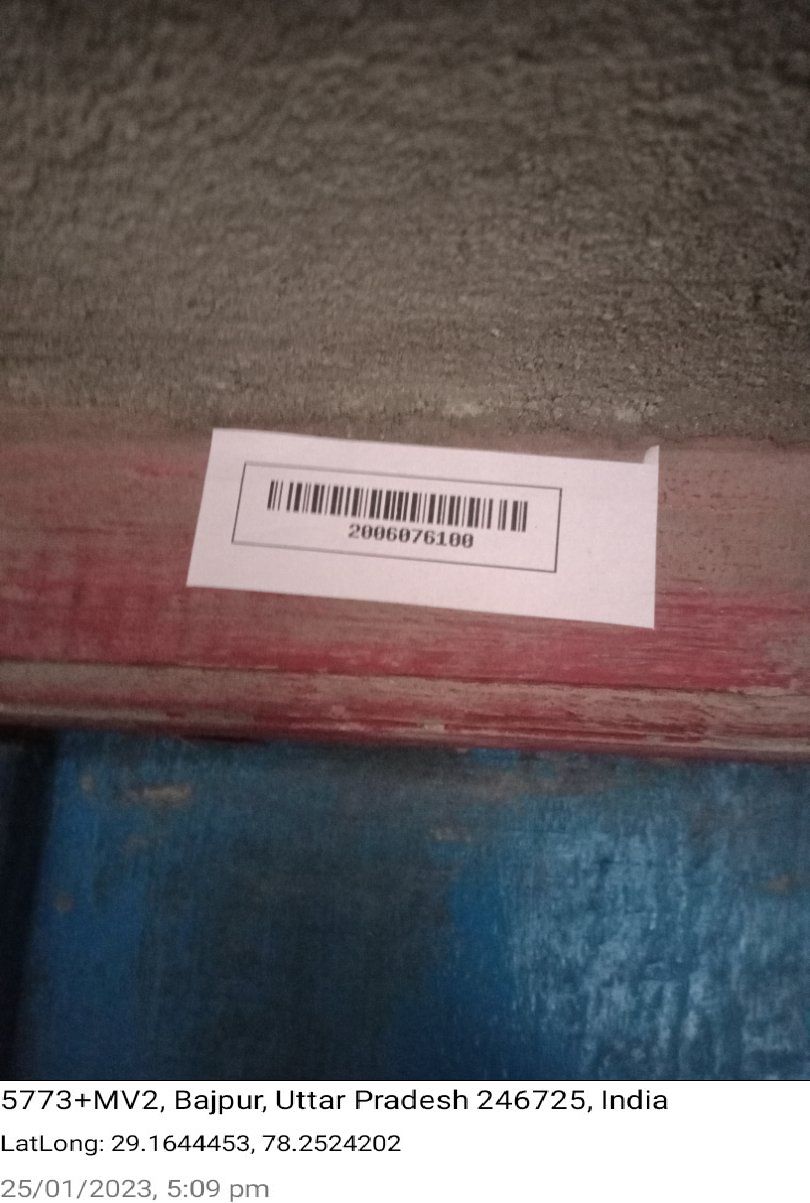 2006076100
5773+MV2, Bajpur, Uttar Pradesh 246725, India
LatLong: 29.1644453, 78.2524202
25/01/2023, 5:09 pm